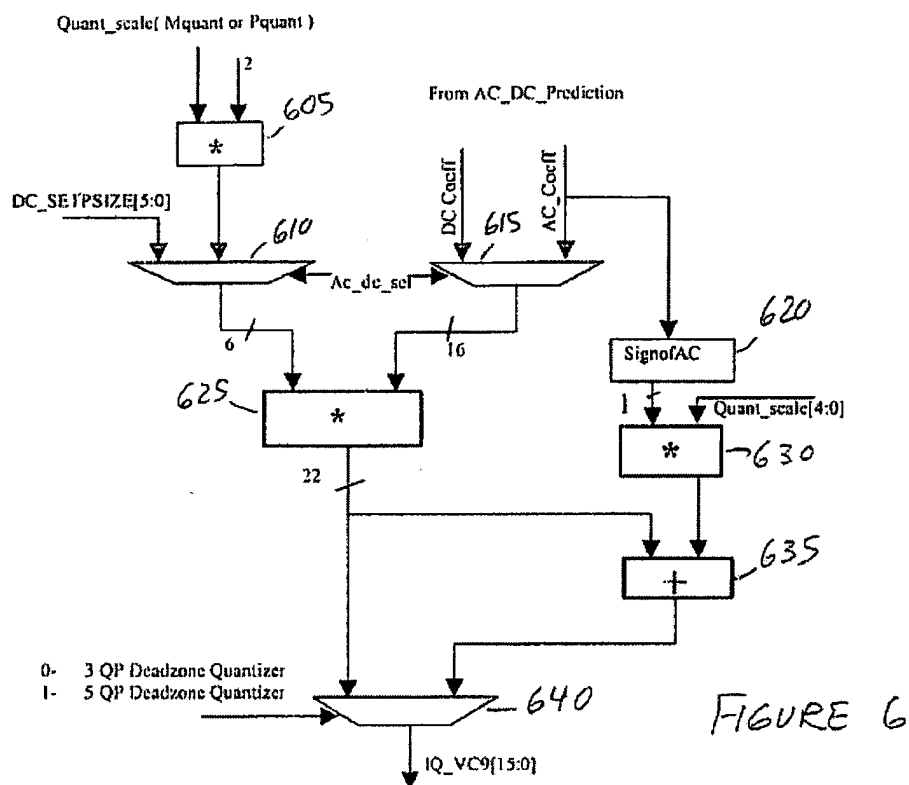 Quant_scale( Mquant or Pquant )
2
From AC_DC_Prediction
605
*
DC Coeff
AC_Coeff
DC_SETPSIZE[5:0]
610
615
Ac_dc_sel
6
16
620
SignofAC
625
*
1
Quant_scale[4:0]
*
630
22
635
+
0- 3 QP Deadzone Quantizer
1- 5 QP Deadzone Quantizer
640
FIGURE 6
IQ_VC9[15:0]